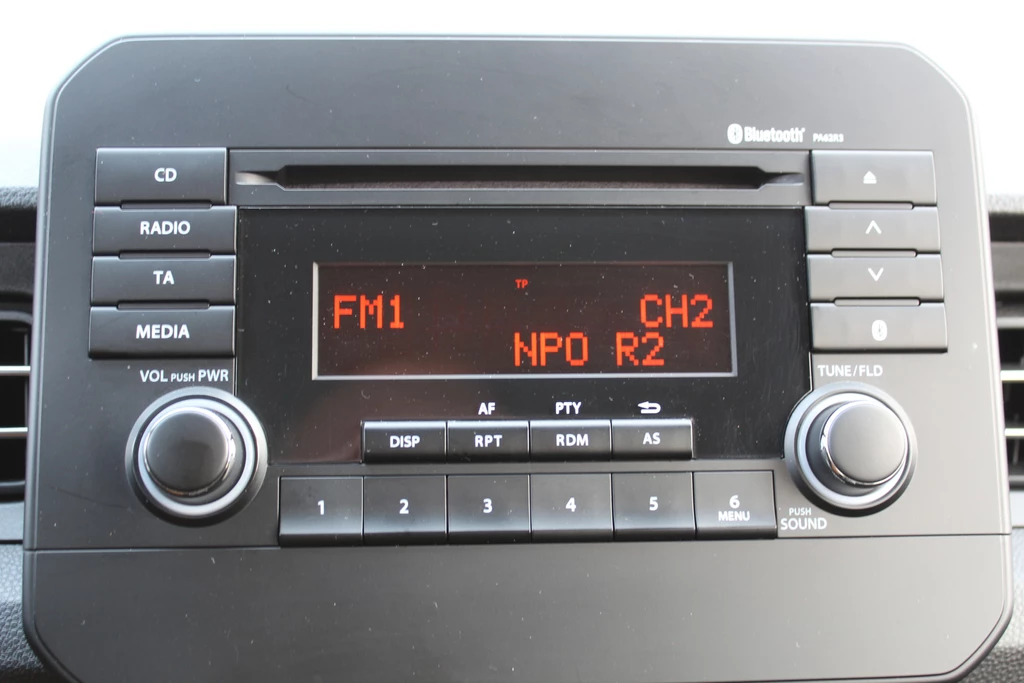 Bluetooth PA62R3
CD
RADIO
TA
MEDIA
VOL PUSH PWR
TP
FM1 CH2
NPO R2
TUNE/FLD
AF PTY
DISP RPT RDM AS
1 2 3 4 5 6
MENU
PUSH
SOUND